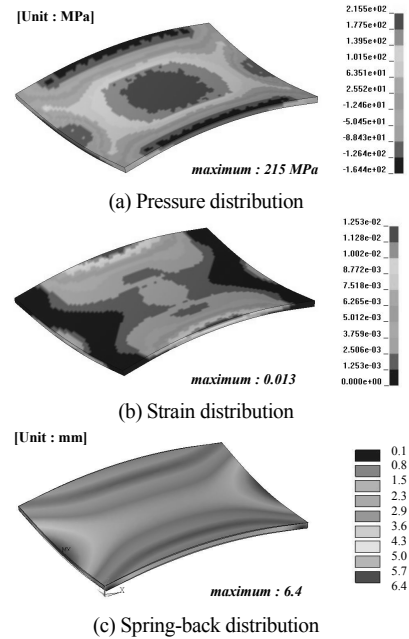 [Unit : MPa]
2.155e+02
1.775e+02
1.395e+02
1.015e+02
6.351e+01
2.552e+01
-1.246e+01
-5.045e+01
-8.843e+01
-1.264e+02
-1.644e+02
maximum : 215 MPa
(a) Pressure distribution
1.253e-02
1.128e-02
1.002e-02
8.772e-03
7.518e-03
6.265e-03
5.012e-03
3.759e-03
2.506e-03
1.253e-03
0.000e+00
maximum : 0.013
(b) Strain distribution
[Unit : mm]
0.1
0.8
1.5
2.3
2.9
3.6
4.3
5.0
5.7
6.4
X
maximum : 6.4
(c) Spring-back distribution